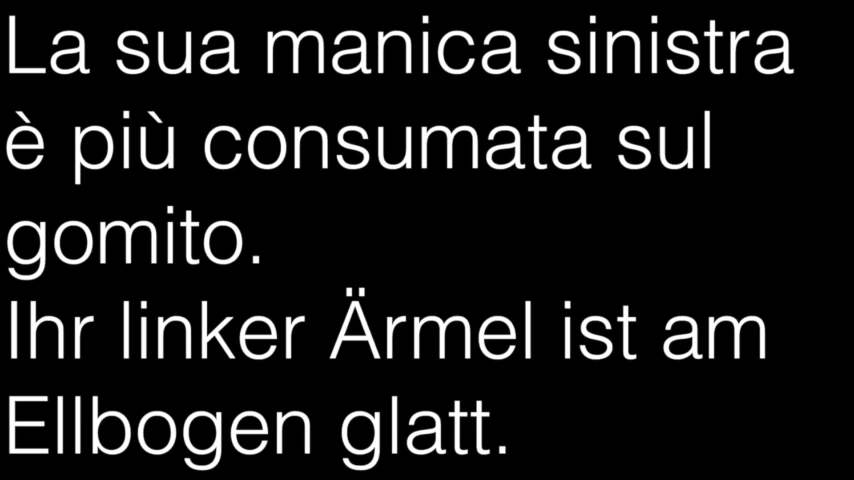 La sua manica sinistra
è più consumata sul
gomito.
Ihr linker Ärmel ist am
Ellbogen glatt.